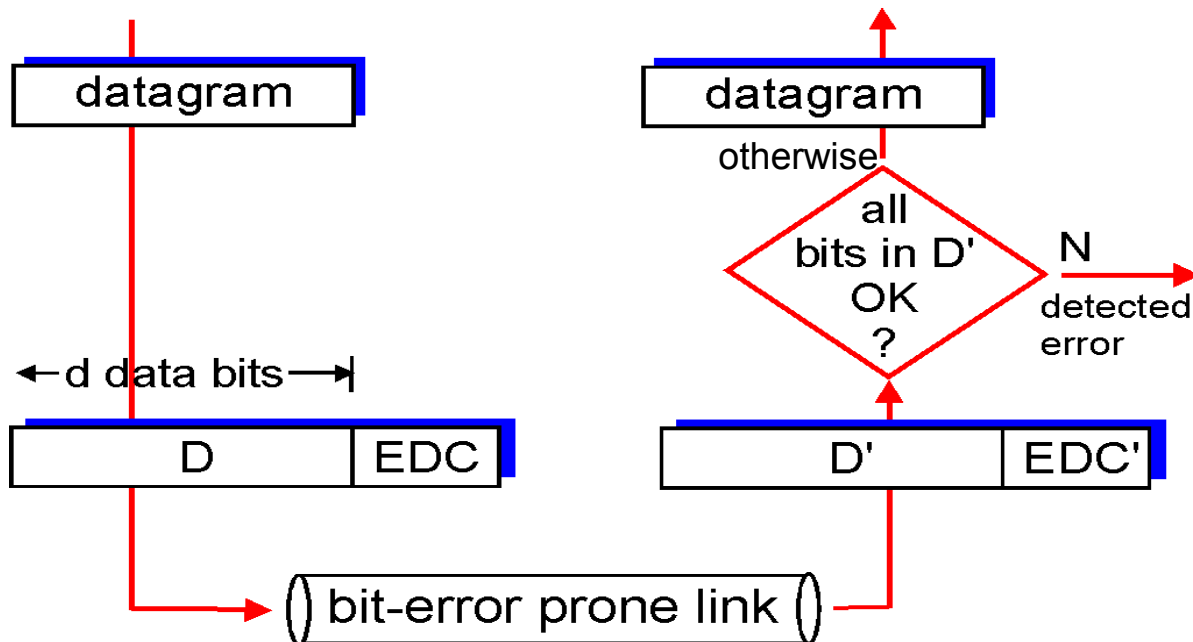 datagram
d data bits
D EDC
bit-error prone link
datagram
otherwise
all
bits in D'
OK
?
N
detected
error
D' EDC'